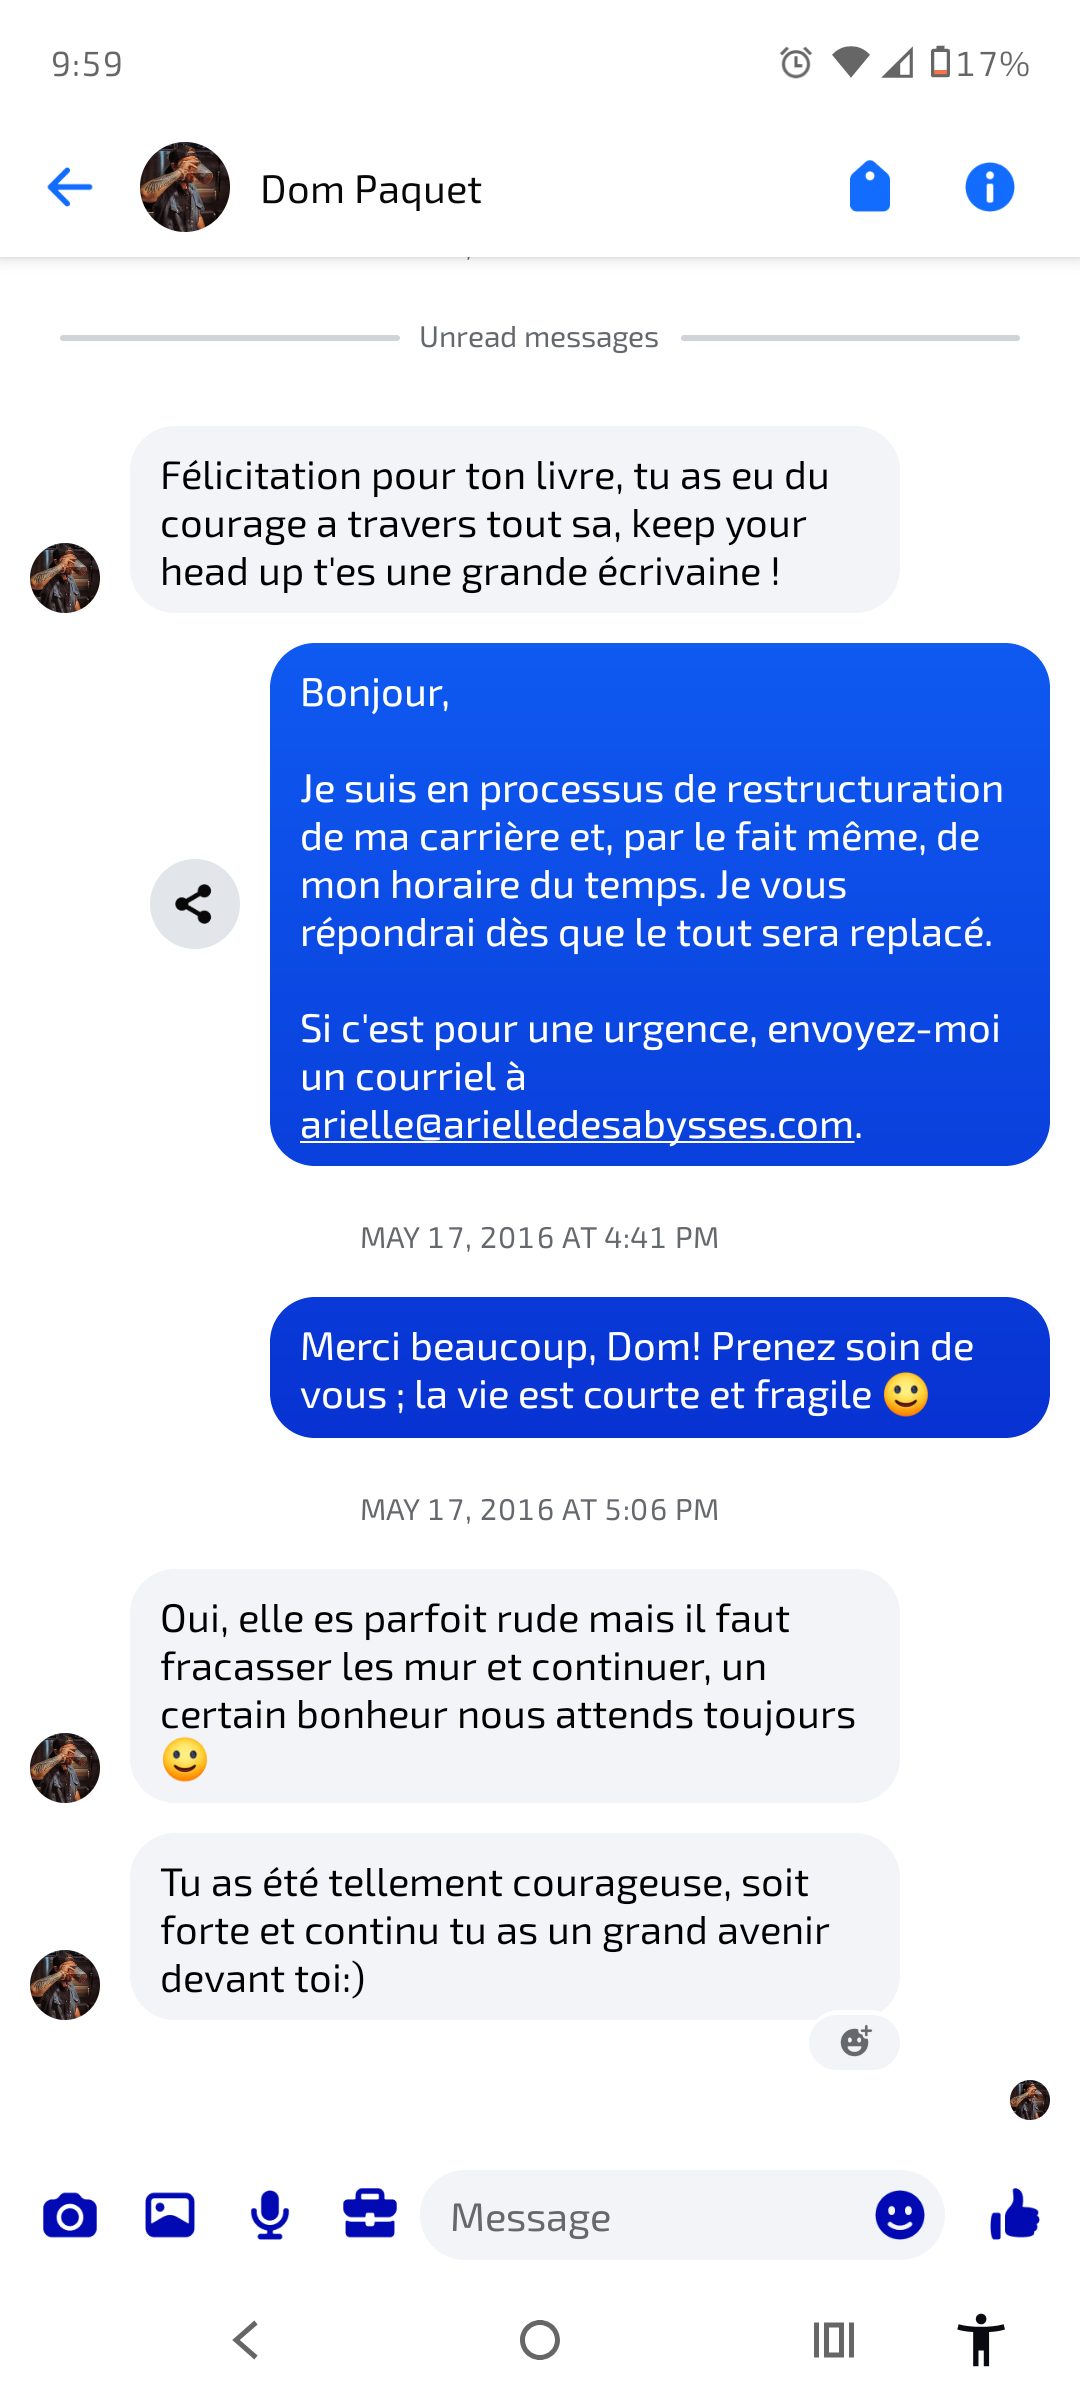 9:59
17%
Dom Paquet
Unread messages
Félicitation pour ton livre, tu as eu du
courage a travers tout sa, keep your
head up t'es une grande écrivaine !
Bonjour,
Je suis en processus de restructuration
de ma carrière et, par le fait même, de
mon horaire du temps. Je vous
répondrai dès que le tout sera replacé.
Si c'est pour une urgence, envoyez-moi
un courriel à
arielle@arielledesabysses.com.
MAY 17, 2016 AT 4:41 PM
Merci beaucoup, Dom! Prenez soin de
vous ; la vie est courte et fragile 🙂
MAY 17, 2016 AT 5:06 PM
Oui, elle es parfoit rude mais il faut
fracasser les mur et continuer, un
certain bonheur nous attends toujours
🙂
Tu as été tellement courageuse, soit
forte et continu tu as un grand avenir
devant toi:)
Message